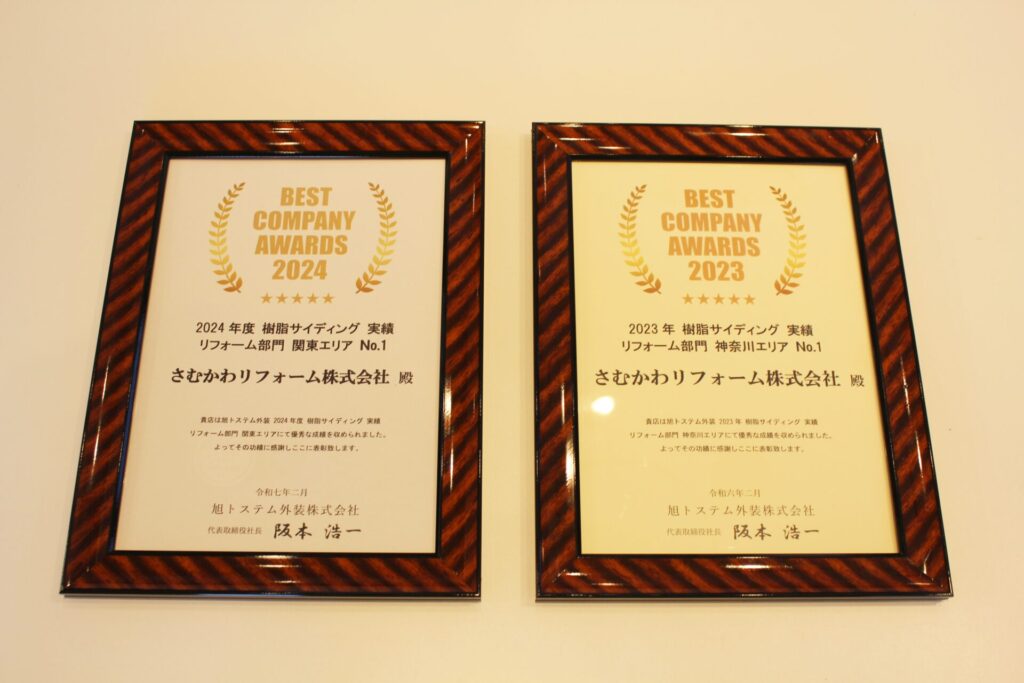 BEST
COMPANY
AWARDS
2024
★★★★★
2024 年度 樹脂サイディング 実績
リフォーム部門 関東エリア No.1
さむかわリフォーム株式会社 殿
貴店は旭トステム外装 2024 年度 樹脂サイディング 実績
リフォーム部門 関東エリアにて優秀な成績を収められました。
よってその功績に感謝しここに表彰致します。
令和七年二月
旭トステム外装株式会社
代表取締役社長 阪本 浩一
BEST
COMPANY
AWARDS
2023
★★★★★
2023 年 樹脂サイディング 実績
リフォーム部門 神奈川エリア No.1
さむかわリフォーム株式会社 殿
貴店は旭トステム外装 2023 年 樹脂サイディング 実績
リフォーム部門 神奈川エリアにて優秀な成績を収められました。
よってその功績に感謝しここに表彰致します。
令和六年二月
旭トステム外装株式会社
代表取締役社長 阪本 浩一